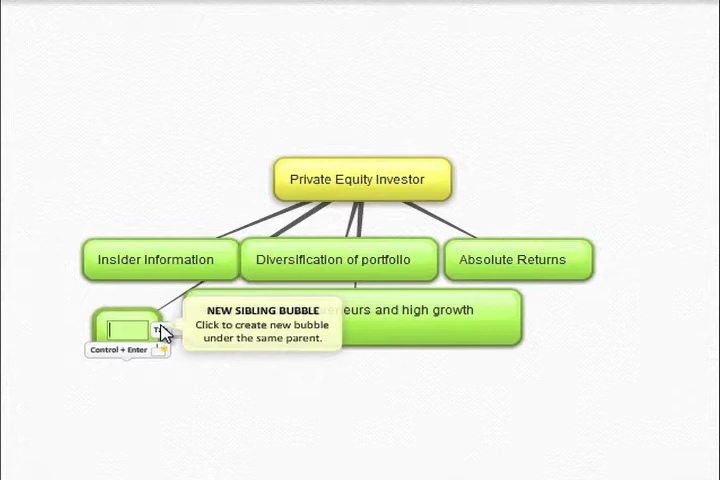 Private Equity Investor
Insider Information
Diversification of portfolio
Absolute Returns
NEW SIBLING BUBBLE
Click to create new bubble
under the same parent.
and high growth
Control + Enter